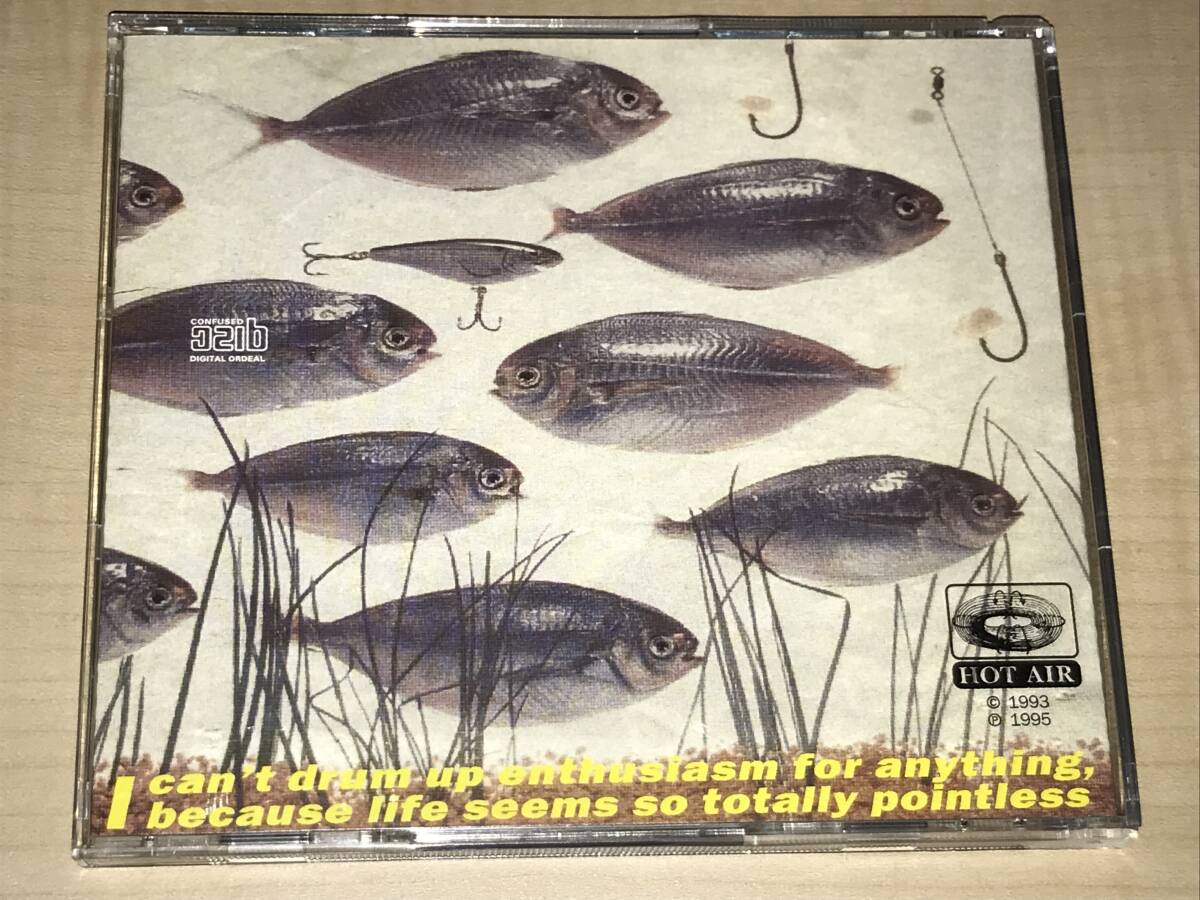 CONFUSED
disc
DIGITAL ORDEAL
HOT AIR
© 1993
℗ 1995
I can't drum up enthusiasm for anything,
because life seems so totally pointless